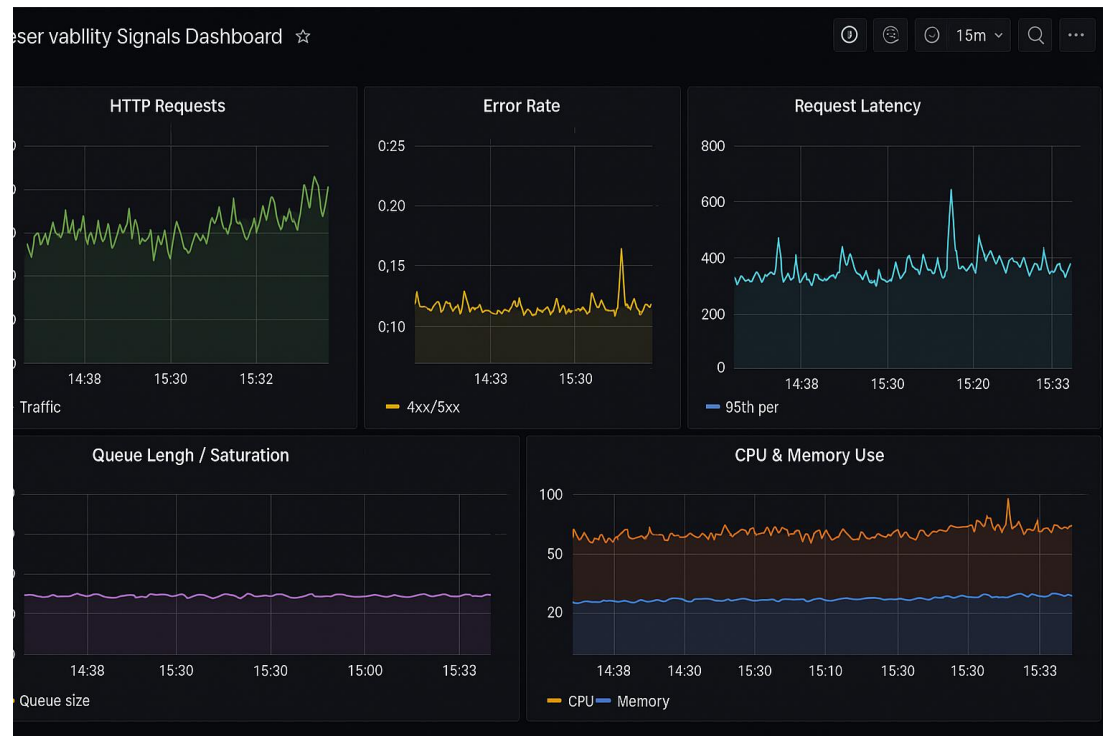 eser vabllity Signals Dashboard ☆
15m
HTTP Requests
14:38 15:30 15:32
Traffic
Error Rate
0:25
0,20
0,15
0;10
14:33 15:30
4xx/5xx
Request Latency
800
600
400
200
0
14:38 15:30 15:20 15:33
95th per
Queue Lengh / Saturation
14:38 15:30 15:30 15:00 15:33
Queue size
CPU & Memory Use
100
50
20
14:38 14:30 15:30 15:10 15:30 15:30 15:33
CPU Memory